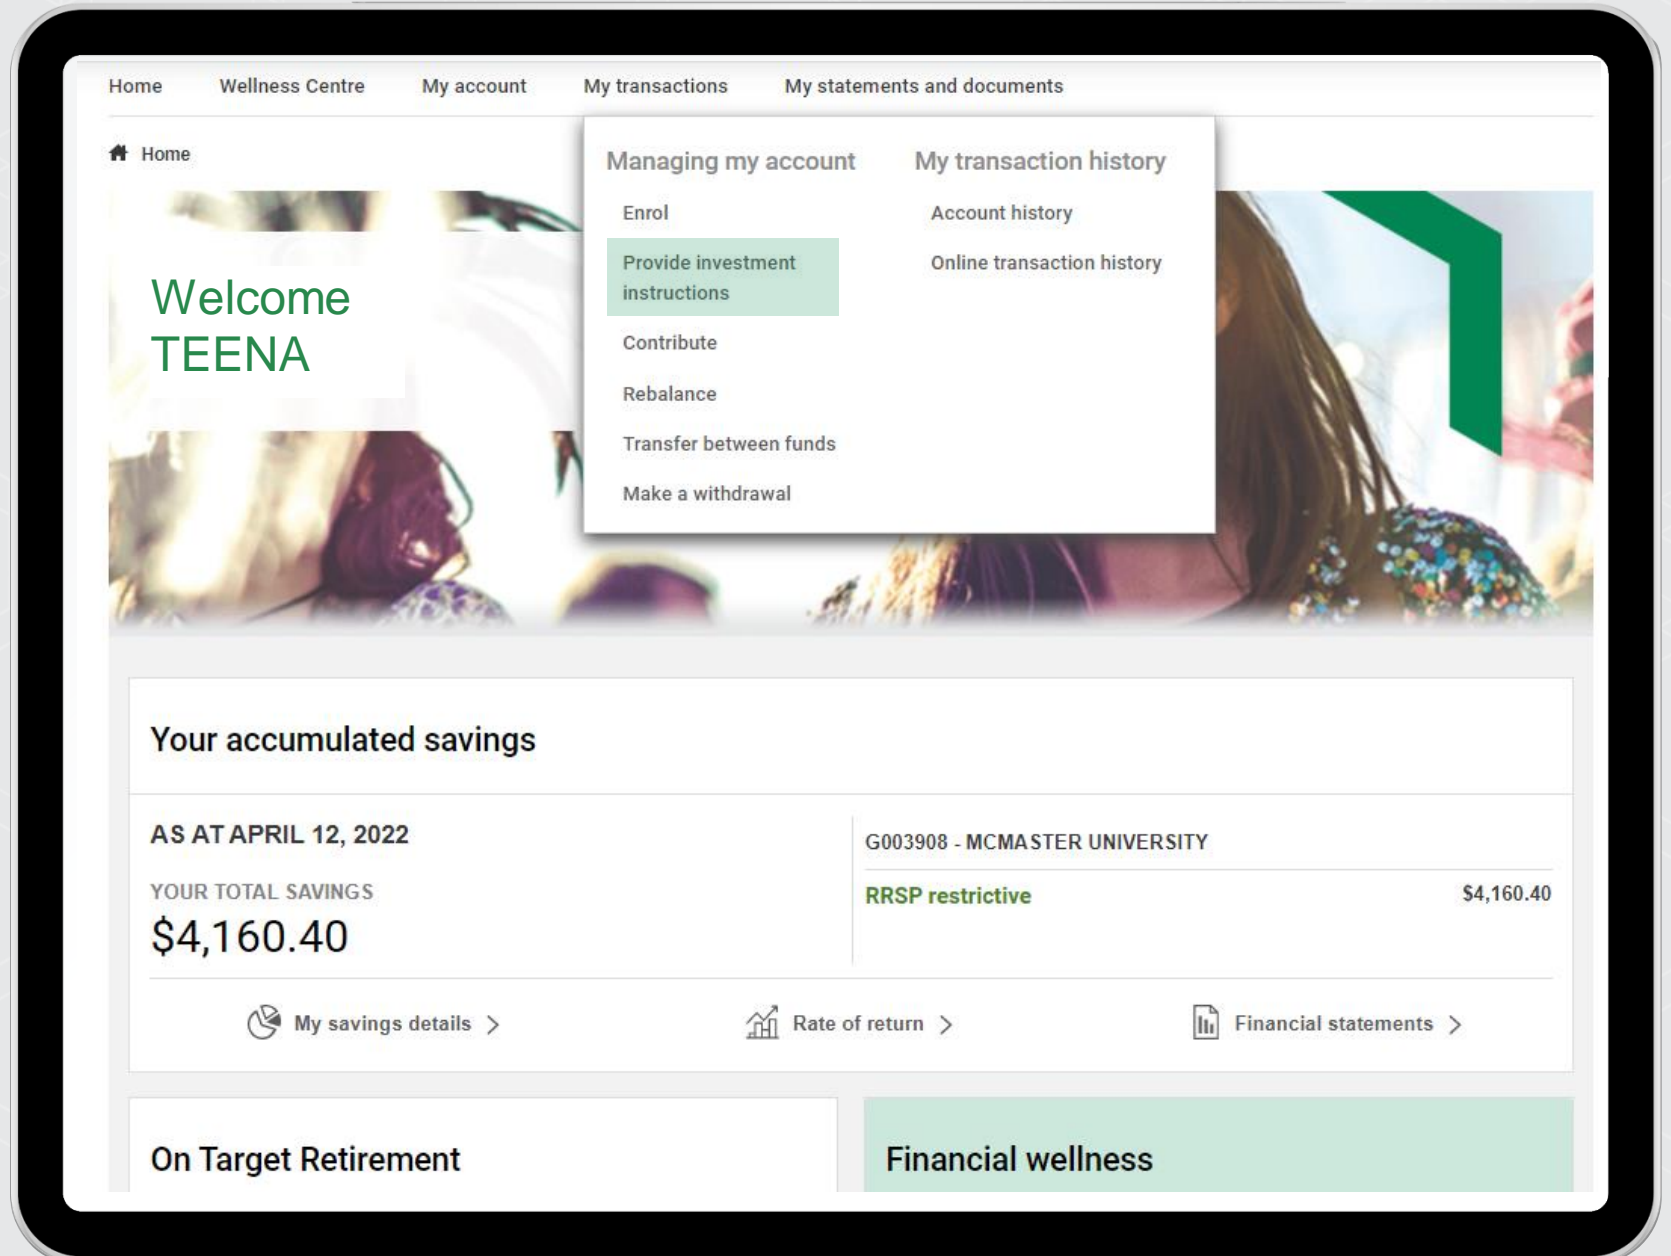 Home Wellness Centre My account My transactions My statements and documents
Home
Managing my account
Enrol
Provide investment
instructions
Contribute
Rebalance
Transfer between funds
Make a withdrawal
My transaction history
Account history
Online transaction history
Welcome
TEENA
Your accumulated savings
AS AT APRIL 12, 2022
YOUR TOTAL SAVINGS
$4,160.40
G003908 - MCMASTER UNIVERSITY
RRSP restrictive $4,160.40
My savings details
Rate of return
Financial statements
On Target Retirement
Financial wellness